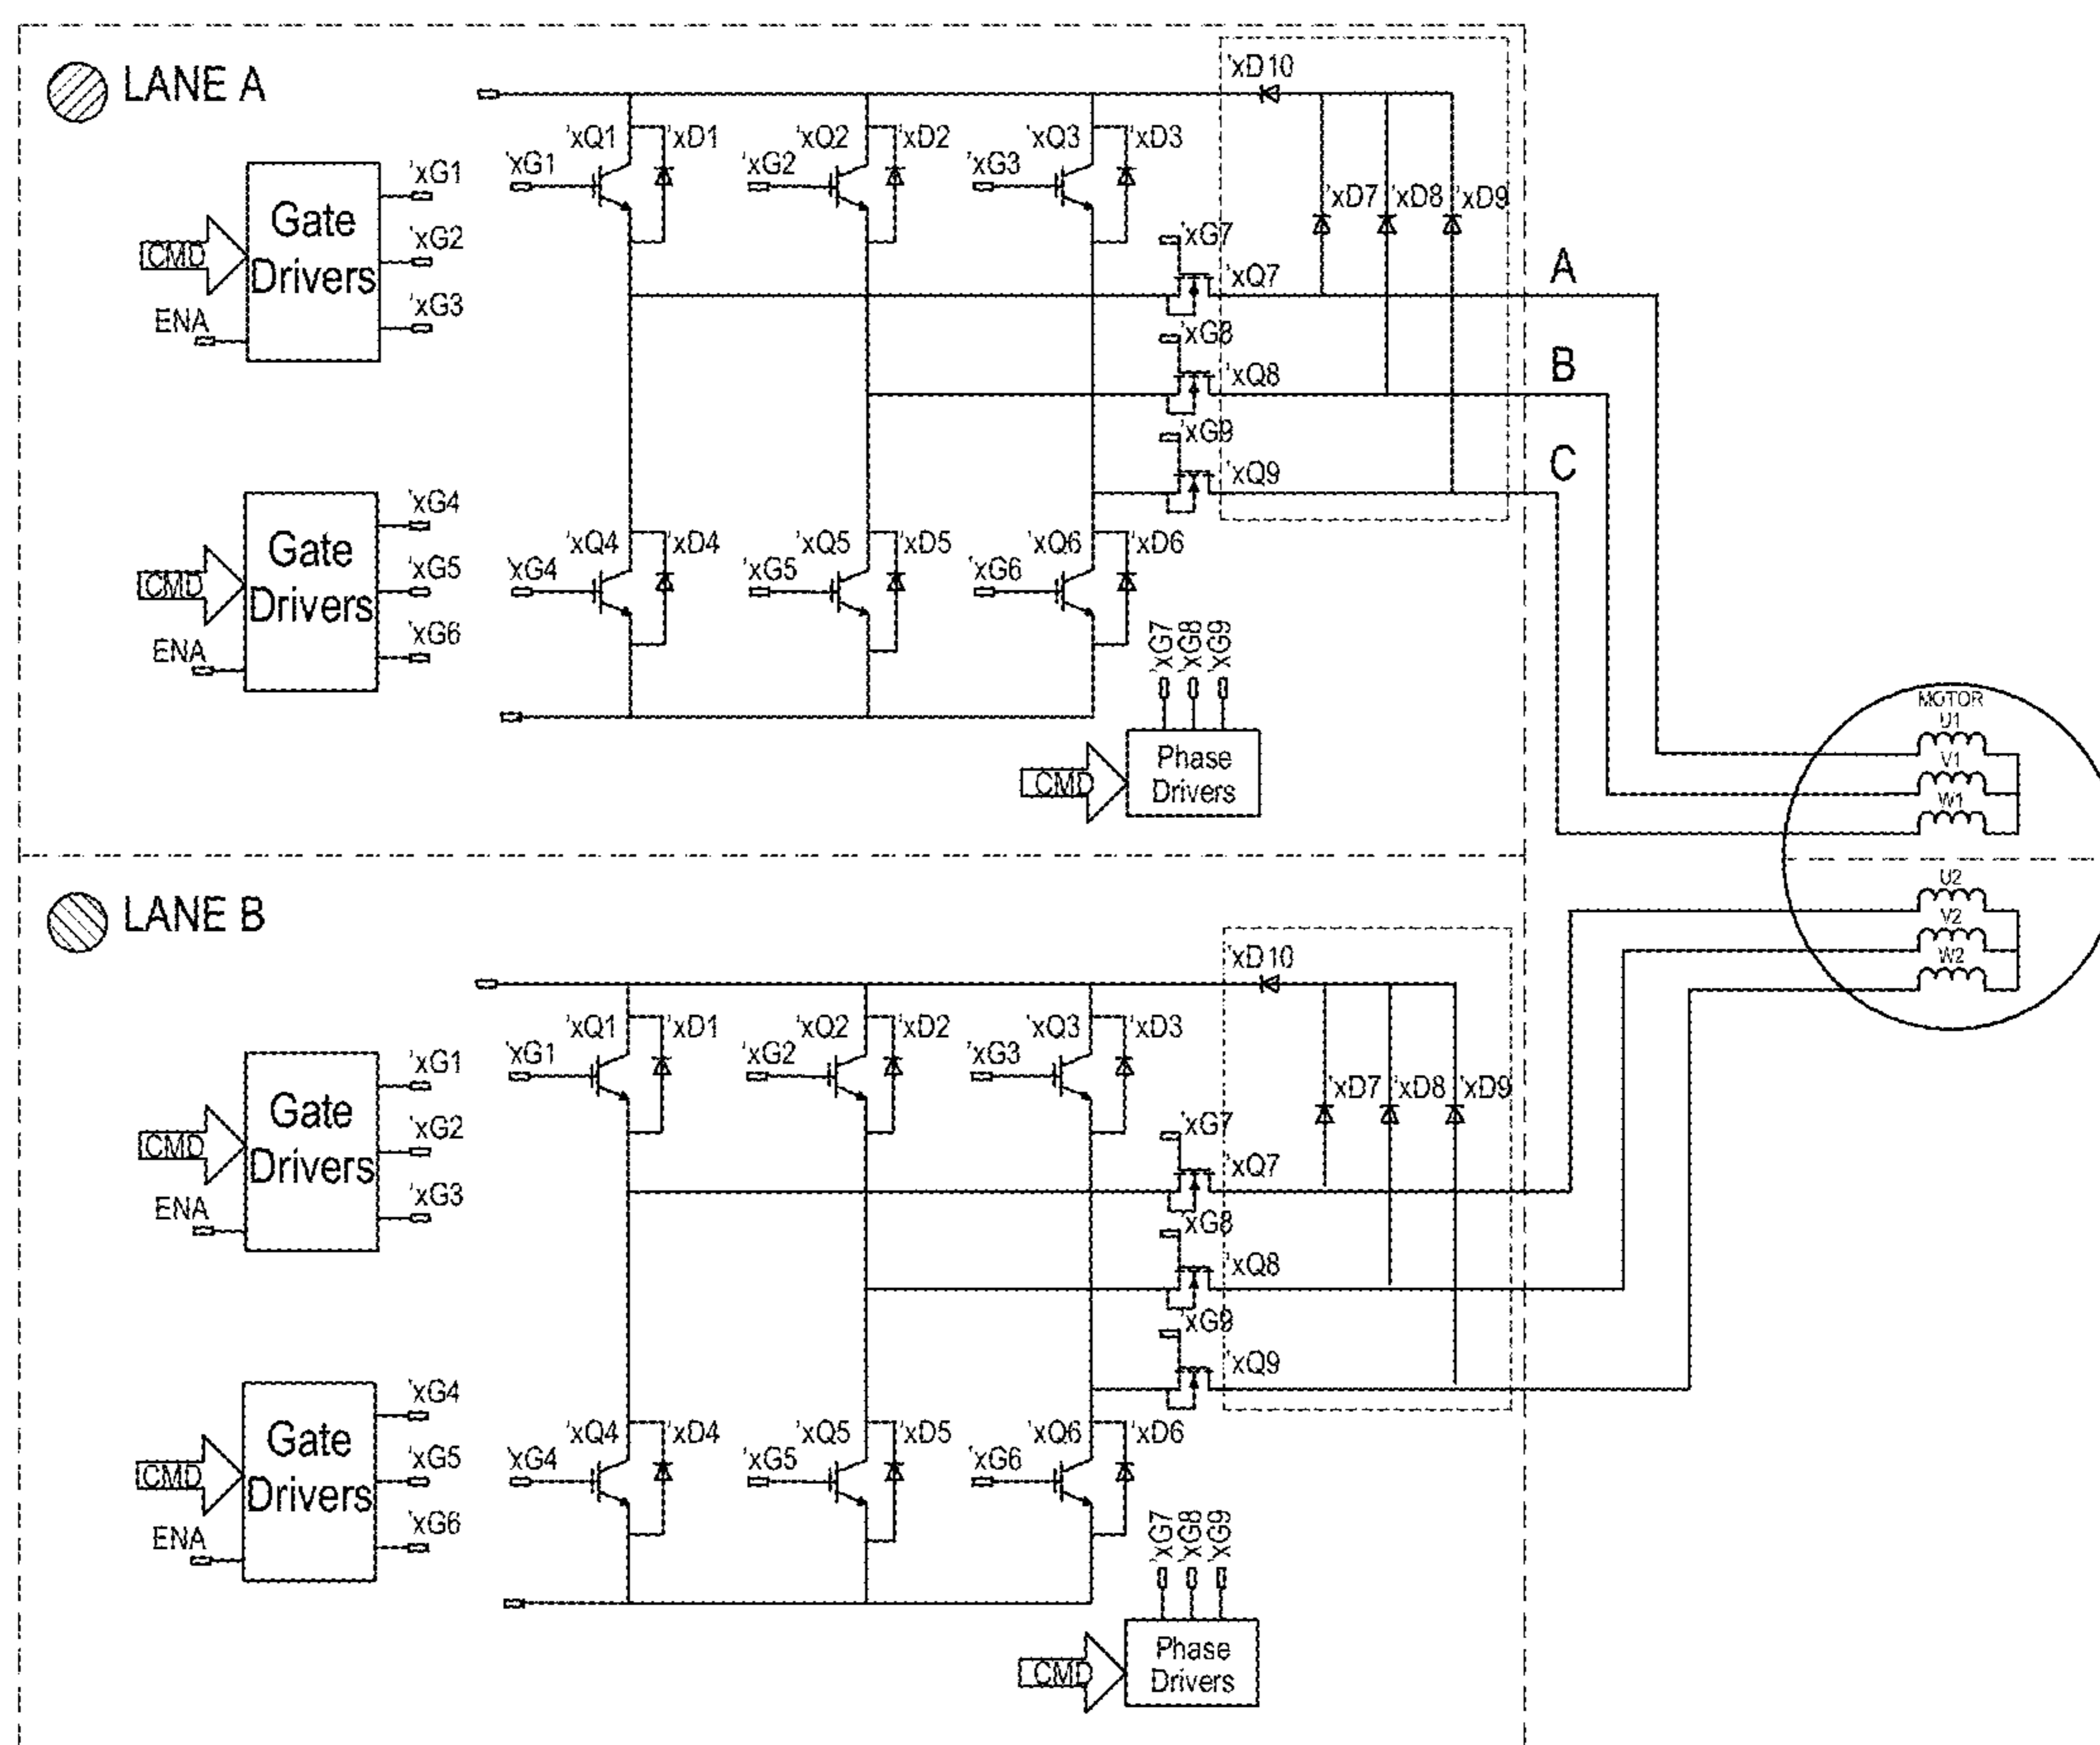 LANE A
'xD10
'xQ1
'xD1
'xQ2
'xD2
'xQ3
'xD3
'xG1
'xG2
'xG3
'xG1
Gate
Drivers
CMD
'xG2
'xG3
ENA
'xD7
'xD8
'xD9
'xG7
'xQ7
A
'xG8
'xQ8
B
'xG9
'xQ9
C
'xG4
Gate
Drivers
CMD
'xG5
'xG6
ENA
'xQ4
'xD4
'xQ5
'xD5
'xQ6
'xD6
'xG4
'xG5
'xG6
'xG7
'xG8
'xG9
CMD
Phase
Drivers
MOTOR
U1
V1
W1
U2
V2
W2
LANE B
'xD10
'xQ1
'xD1
'xQ2
'xD2
'xQ3
'xD3
'xG1
'xG2
'xG3
'xG1
Gate
Drivers
CMD
'xG2
'xG3
ENA
'xD7
'xD8
'xD9
'xG7
'xQ7
'xG8
'xQ8
'xG9
'xQ9
'xG4
Gate
Drivers
CMD
'xG5
'xG6
ENA
'xQ4
'xD4
'xQ5
'xD5
'xQ6
'xD6
'xG4
'xG5
'xG6
'xG7
'xG8
'xG9
CMD
Phase
Drivers